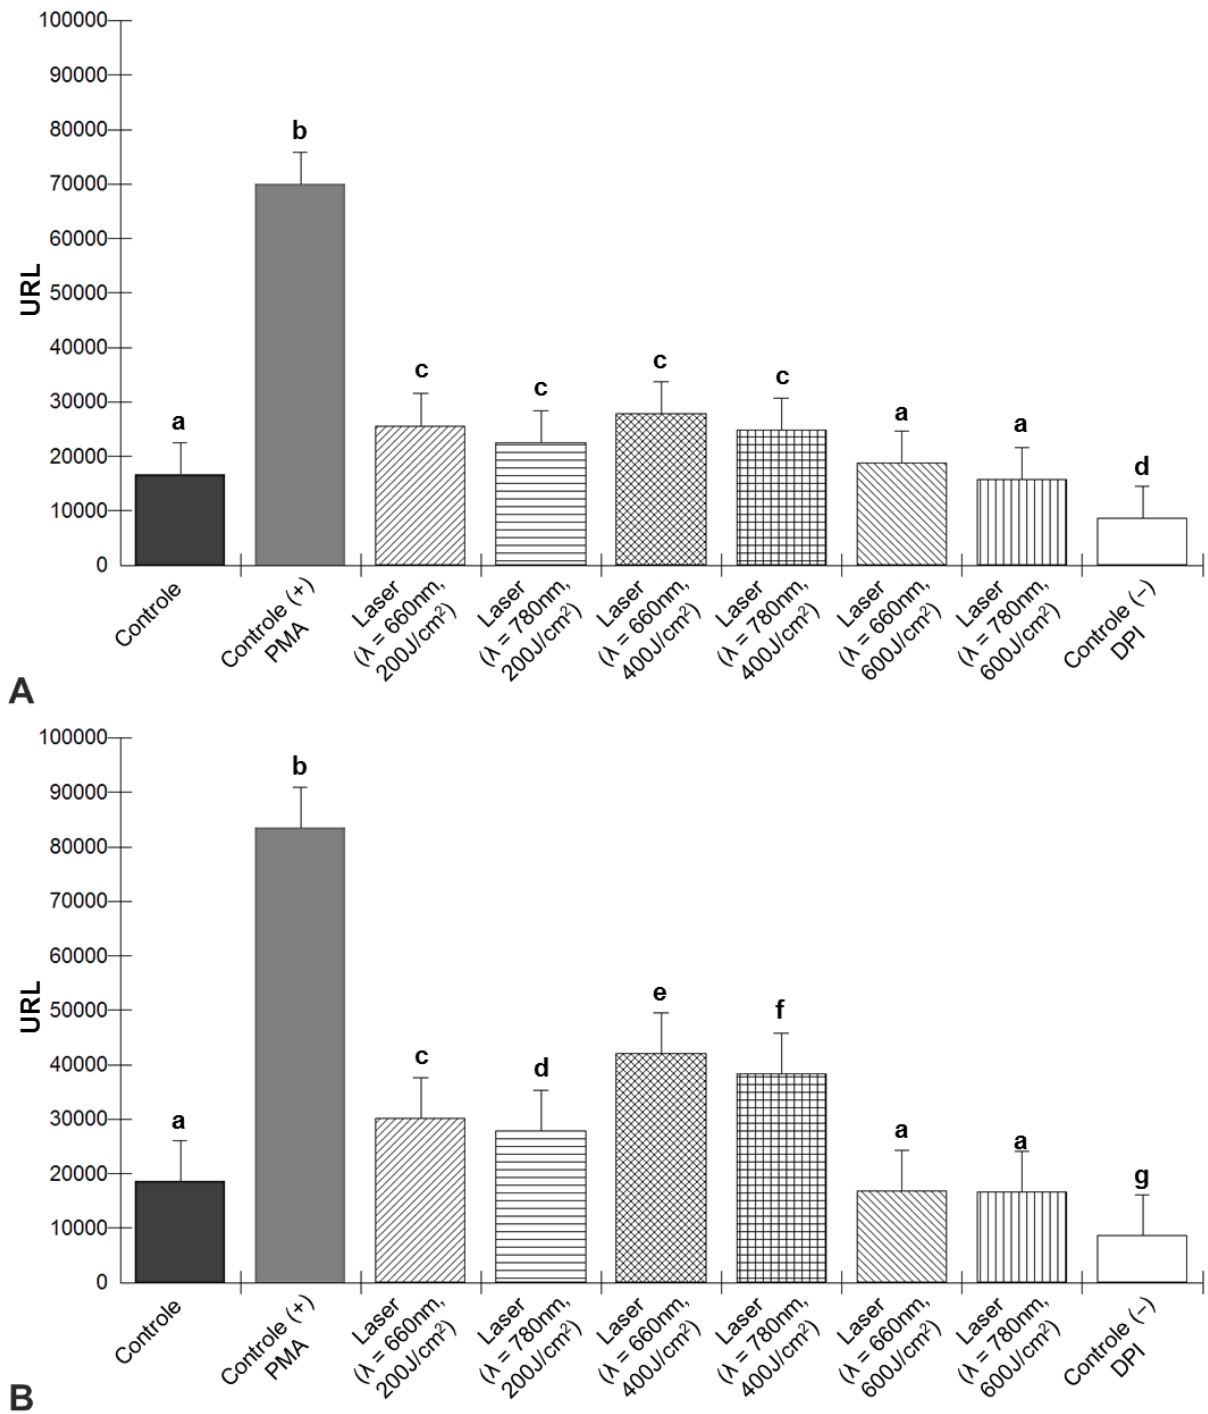 100000
90000
80000
70000
60000
50000
40000
30000
20000
10000
0
URL
a
b
c
c
c
c
a
a
d
Controle
Controle (+)
PMA
Laser
(λ = 660nm,
200J/cm²)
Laser
(λ = 780nm,
200J/cm²)
Laser
(λ = 660nm,
400J/cm²)
Laser
(λ = 780nm,
400J/cm²)
Laser
(λ = 660nm,
600J/cm²)
Laser
(λ = 780nm,
600J/cm²)
Controle (−)
DPI
A
100000
90000
80000
70000
60000
50000
40000
30000
20000
10000
0
URL
a
b
c
d
e
f
a
a
g
Controle
Controle (+)
PMA
Laser
(λ = 660nm,
200J/cm²)
Laser
(λ = 780nm,
200J/cm²)
Laser
(λ = 660nm,
400J/cm²)
Laser
(λ = 780nm,
400J/cm²)
Laser
(λ = 660nm,
600J/cm²)
Laser
(λ = 780nm,
600J/cm²)
Controle (−)
DPI
B